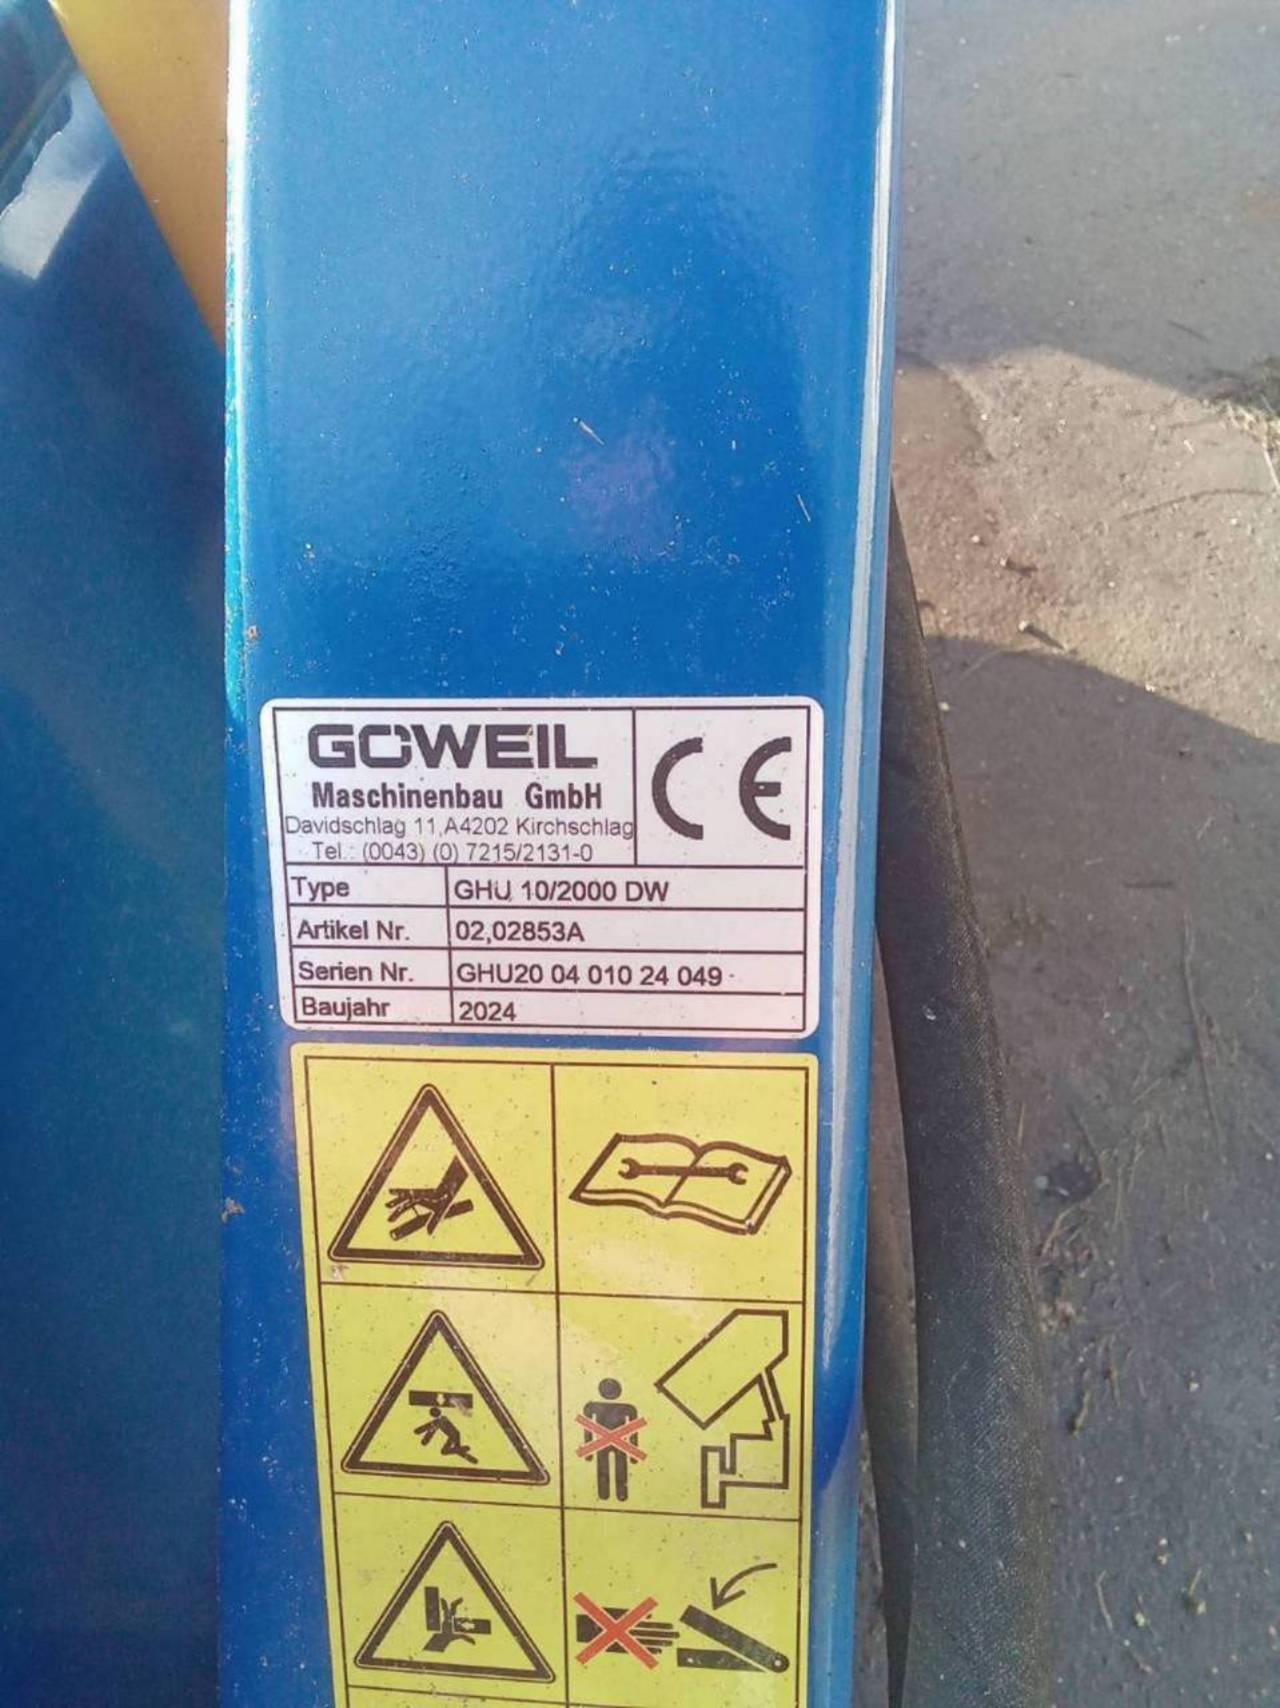 GÖWEIL
Maschinenbau GmbH
Davidschlag 11,A4202 Kirchschlag
Tel.: (0043) (0) 7215/2131-0
CE
Type GHU 10/2000 DW
Artikel Nr. 02,02853A
Serien Nr. GHU20 04 010 24 049
Baujahr 2024